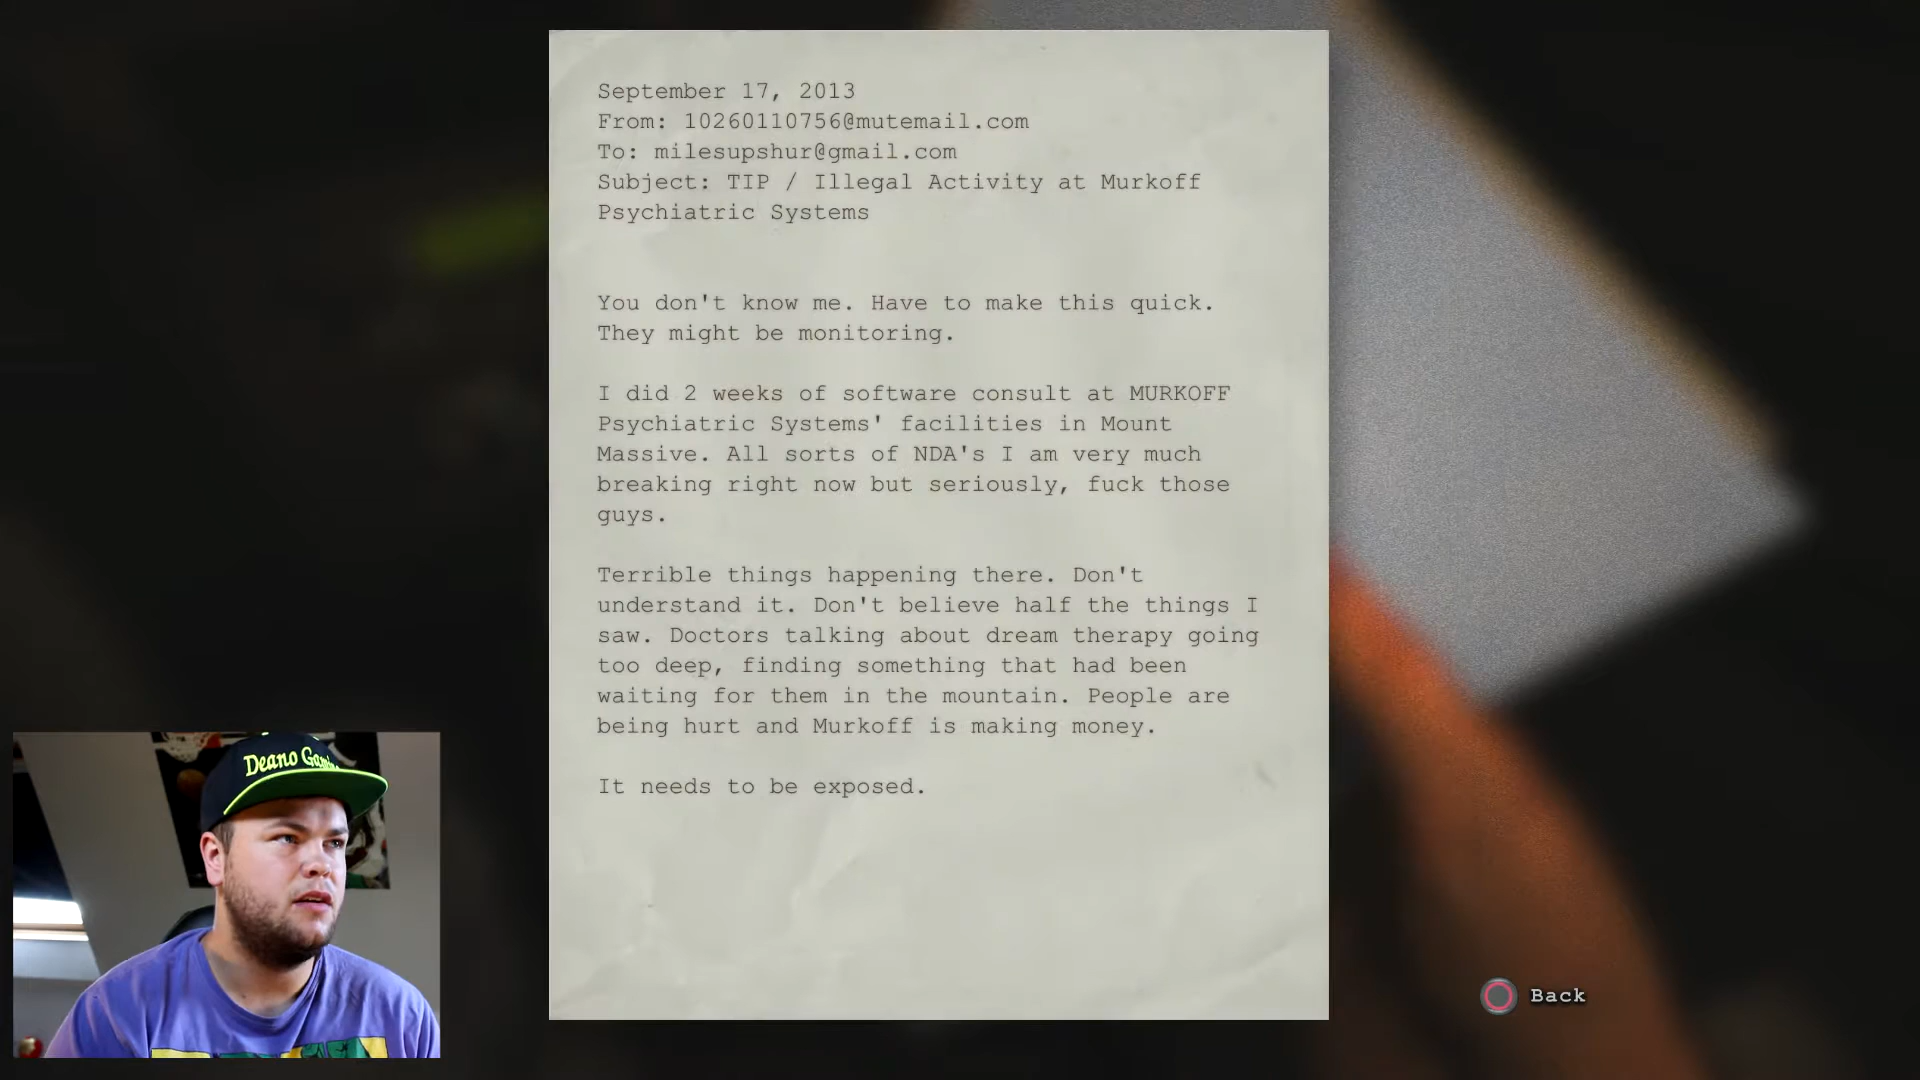 September 17, 2013
From: 10260110756@mutemail.com
To: milesupshur@gmail.com
Subject: TIP / Illegal Activity at Murkoff
Psychiatric Systems
You don't know me. Have to make this quick.
They might be monitoring.
I did 2 weeks of software consult at MURKOFF
Psychiatric Systems' facilities in Mount
Massive. All sorts of NDA's I am very much
breaking right now but seriously, fuck those
guys.
Terrible things happening there. Don't
understand it. Don't believe half the things I
saw. Doctors talking about dream therapy going
too deep, finding something that had been
waiting for them in the mountain. People are
being hurt and Murkoff is making money.
It needs to be exposed.
Deano
Back